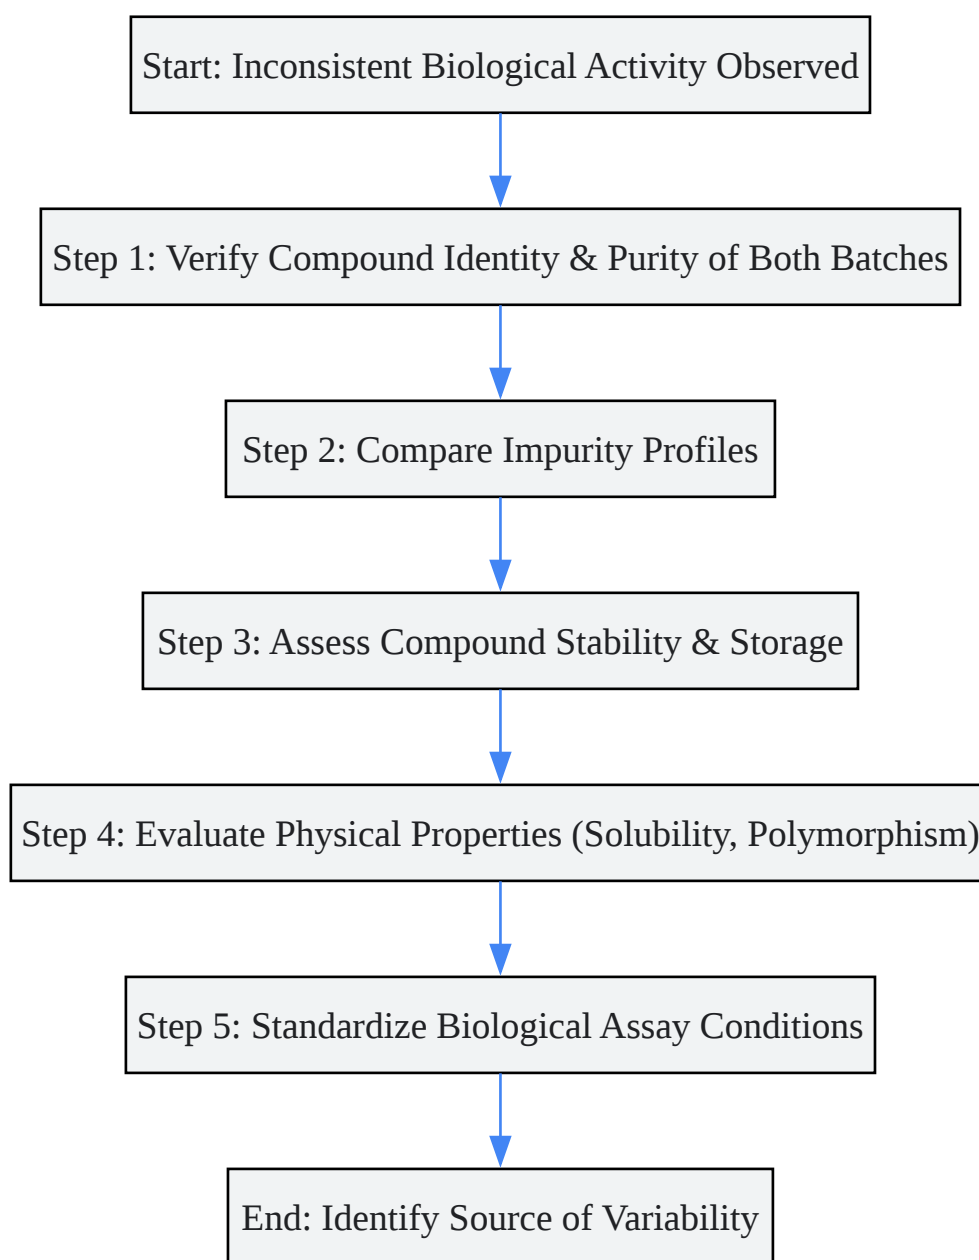 Start: Inconsistent Biological Activity Observed
Step 1: Verify Compound Identity & Purity of Both Batches
Step 2: Compare Impurity Profiles
Step 3: Assess Compound Stability & Storage
Step 4: Evaluate Physical Properties (Solubility, Polymorphism)
Step 5: Standardize Biological Assay Conditions
End: Identify Source of Variability